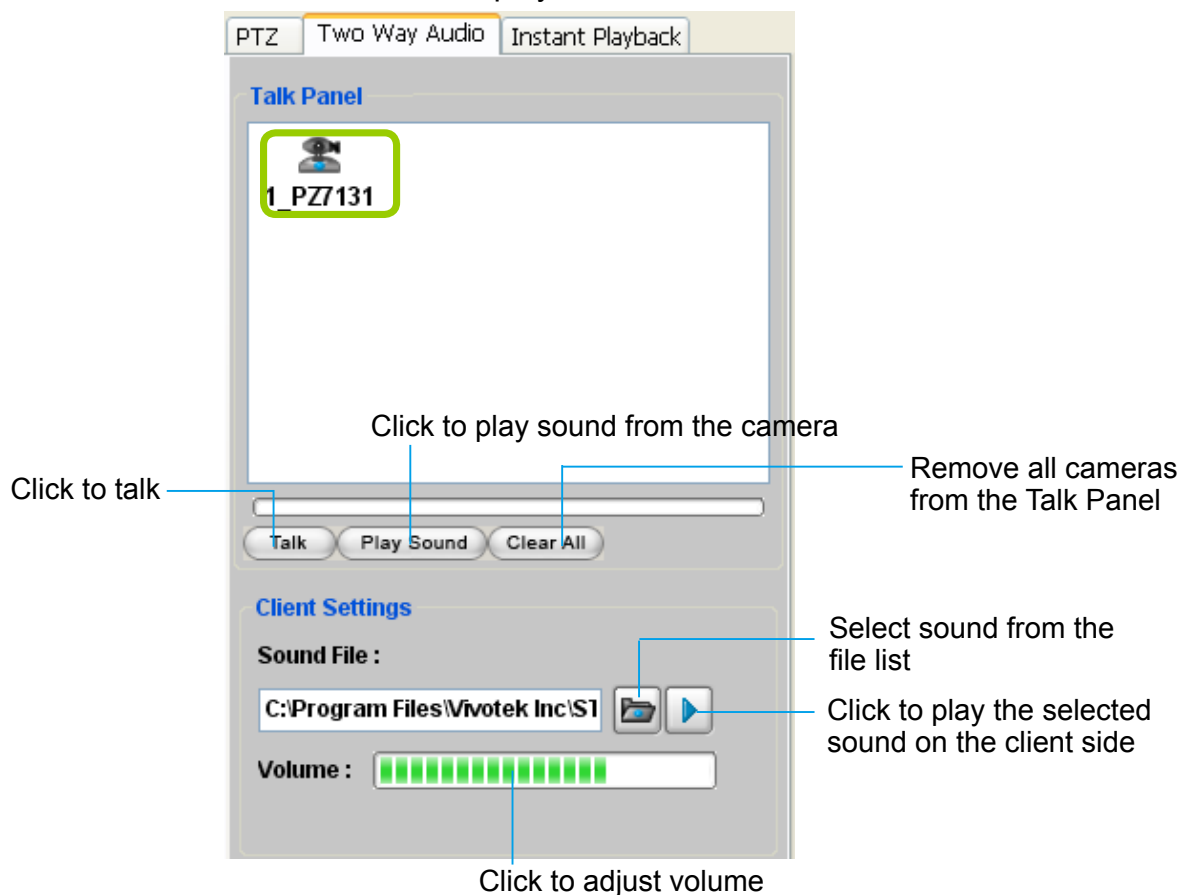 PTZ Two Way Audio Instant Playback
Talk Panel
1_PZ7131
Click to play sound from the camera
Click to talk
Remove all cameras
from the Talk Panel
Talk Play Sound Clear All
Client Settings
Select sound from the
file list
Sound File :
C:\Program Files\Vivotek Inc\ST
Click to play the selected
sound on the client side
Volume :
Click to adjust volume